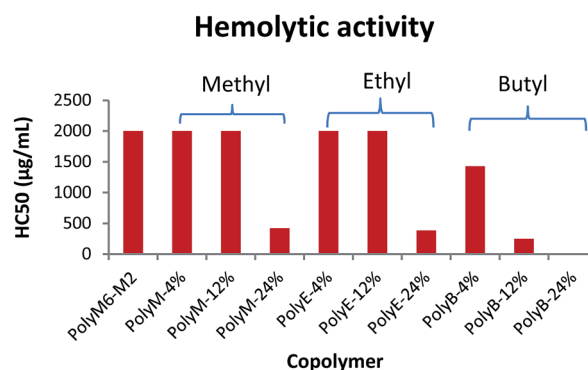 Hemolytic activity
Methyl
Ethyl
Butyl
HC50 (µg/mL)
2500
2000
1500
1000
500
0
PolyM6-M2
PolyM-4%
PolyM-12%
PolyM-24%
PolyE-4%
PolyE-12%
PolyE-24%
PolyB-4%
PolyB-12%
PolyB-24%
Copolymer